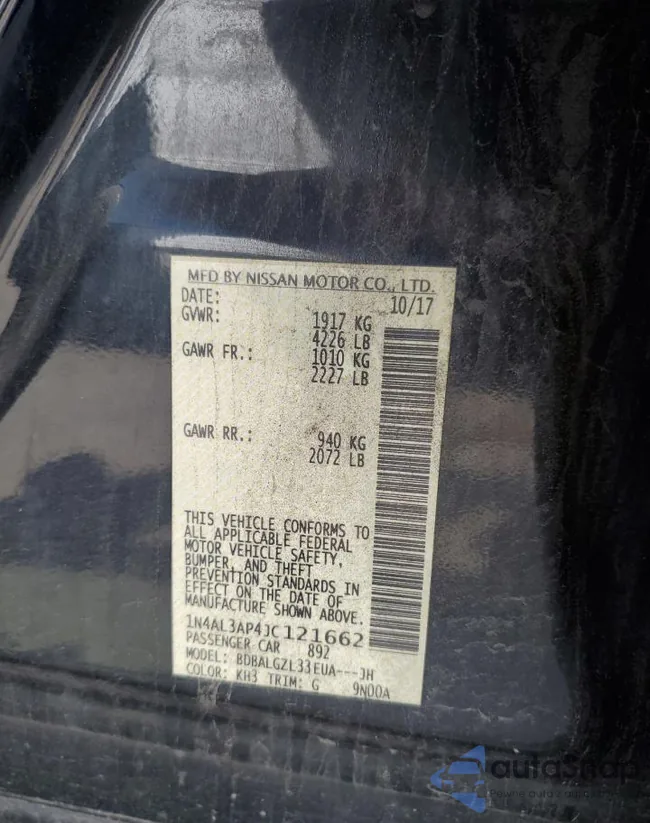 MFD BY NISSAN MOTOR CO., LTD.
DATE: 10/17
GVWR: 1917 KG
4226 LB
GAWR FR.: 1010 KG
2227 LB
GAWR RR.: 940 KG
2072 LB
THIS VEHICLE CONFORMS TO
ALL APPLICABLE FEDERAL
MOTOR VEHICLE SAFETY,
BUMPER, AND THEFT
PREVENTION STANDARDS IN
EFFECT ON THE DATE OF
MANUFACTURE SHOWN ABOVE.
1N4AL3AP4JC121662
PASSENGER CAR 892
MODEL: BDBALGZL33EUA---JH
COLOR: KH3 TRIM: G 9N00A
autoSnap